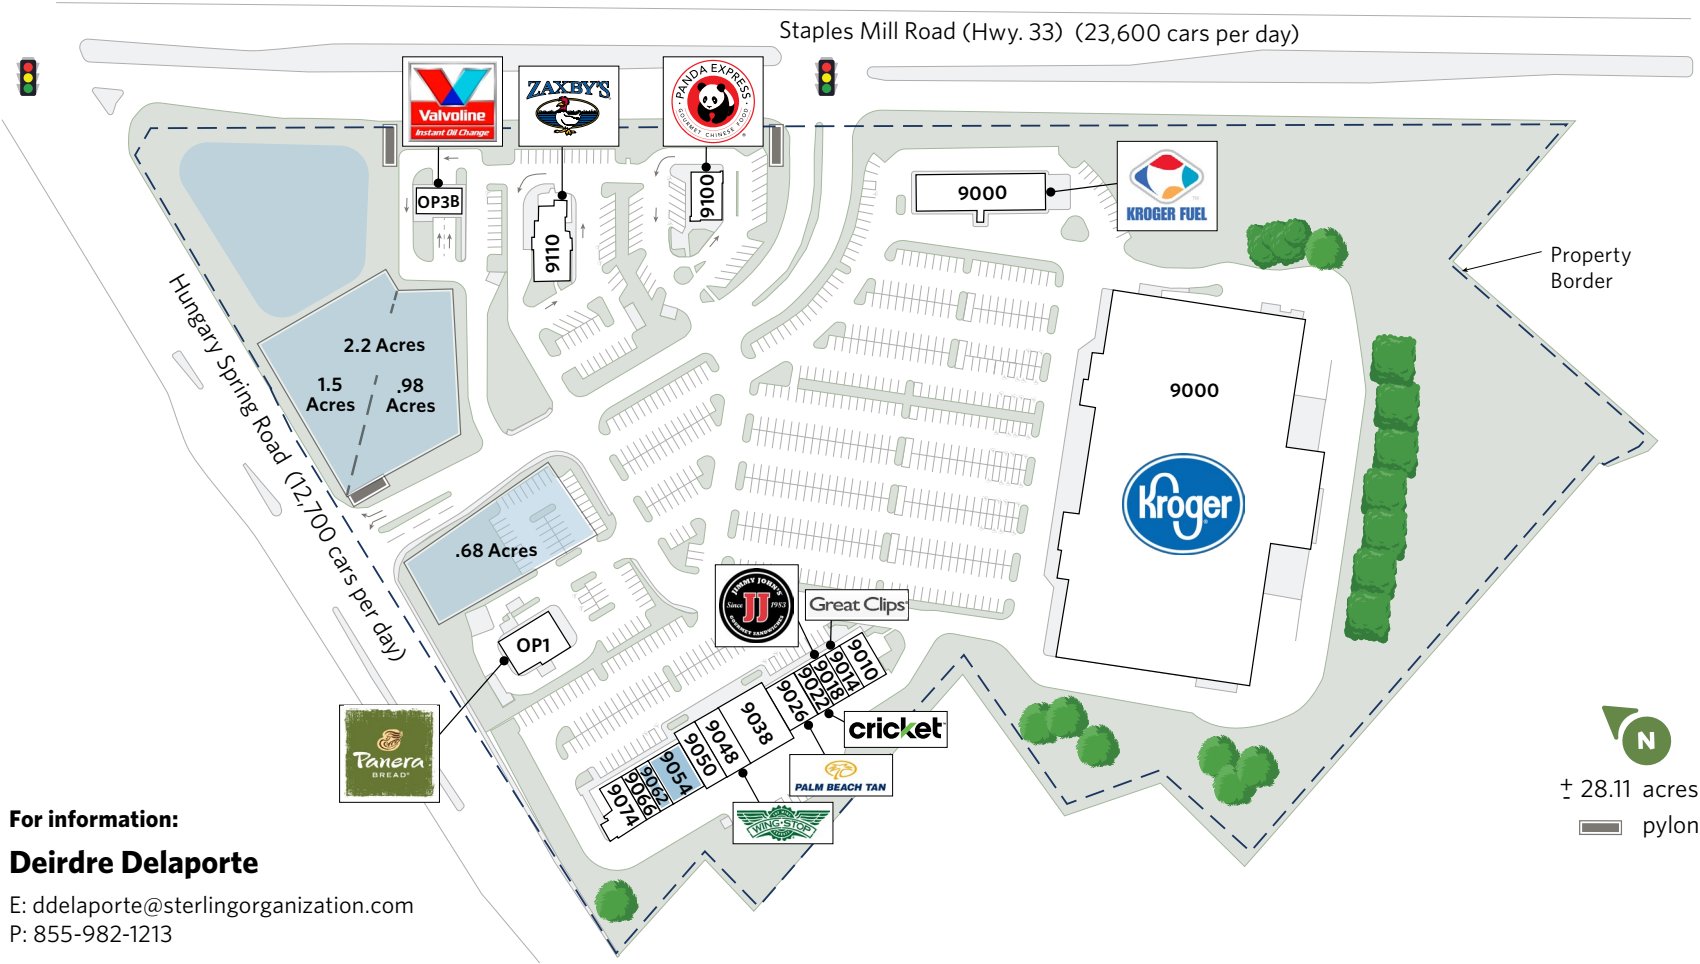 Staples Mill Road (Hwy. 33) (23,600 cars per day)
Valvoline
Instant Oil Change
ZAXBY'S
PANDA EXPRESS
GOURMET CHINESE FOOD
OP3B
9110
9100
9000
KROGER FUEL
Property
Border
Hungary Spring Road (12,700 cars per day)
2.2 Acres
1.5
Acres
.98
Acres
9000
Kroger
.68 Acres
JIMMY JOHN'S
Since JJ 1983
GOURMET SANDWICHES
Great Clips
OP1
9010
9014
9018
9022
9026
9038
9048
9050
9054
9062
9066
9074
cricket
PALM BEACH TAN
WING·STOP
Panera
BREAD®
N
± 28.11 acres
pylon
For information:
Deirdre Delaporte
E: ddelaporte@sterlingorganization.com
P: 855-982-1213